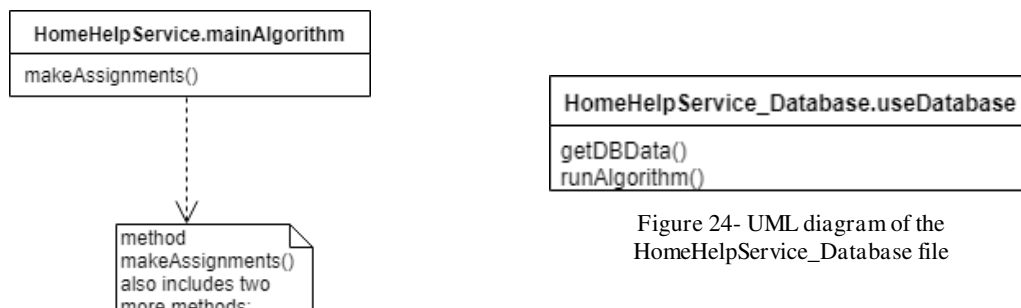 HomeHelpService.mainAlgorithm
makeAssignments()
method
makeAssignments()
also includes two
more methods:
HomeHelpService_Database.useDatabase
getDBData()
runAlgorithm()
Figure 24- UML diagram of the
HomeHelpService_Database file